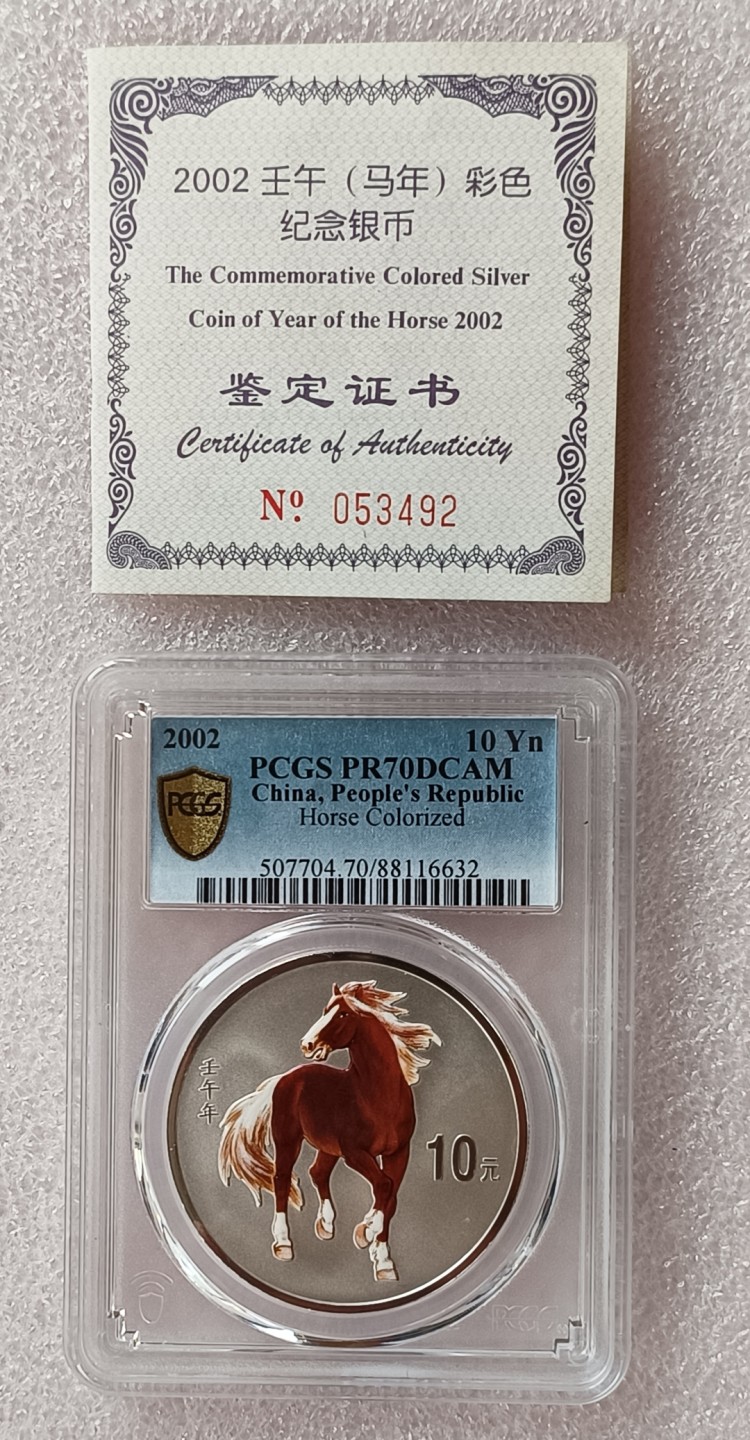 2002 壬午（马年）彩色
纪念银币
The Commemorative Colored Silver
Coin of Year of the Horse 2002
鉴定证书
Certificate of Authenticity
Nº. 053492
2002 10 Yn
PCGS PR70DCAM
China, People's Republic
Horse Colorized
PCGS
507704.70/88116632
壬午年
10元
PCGS